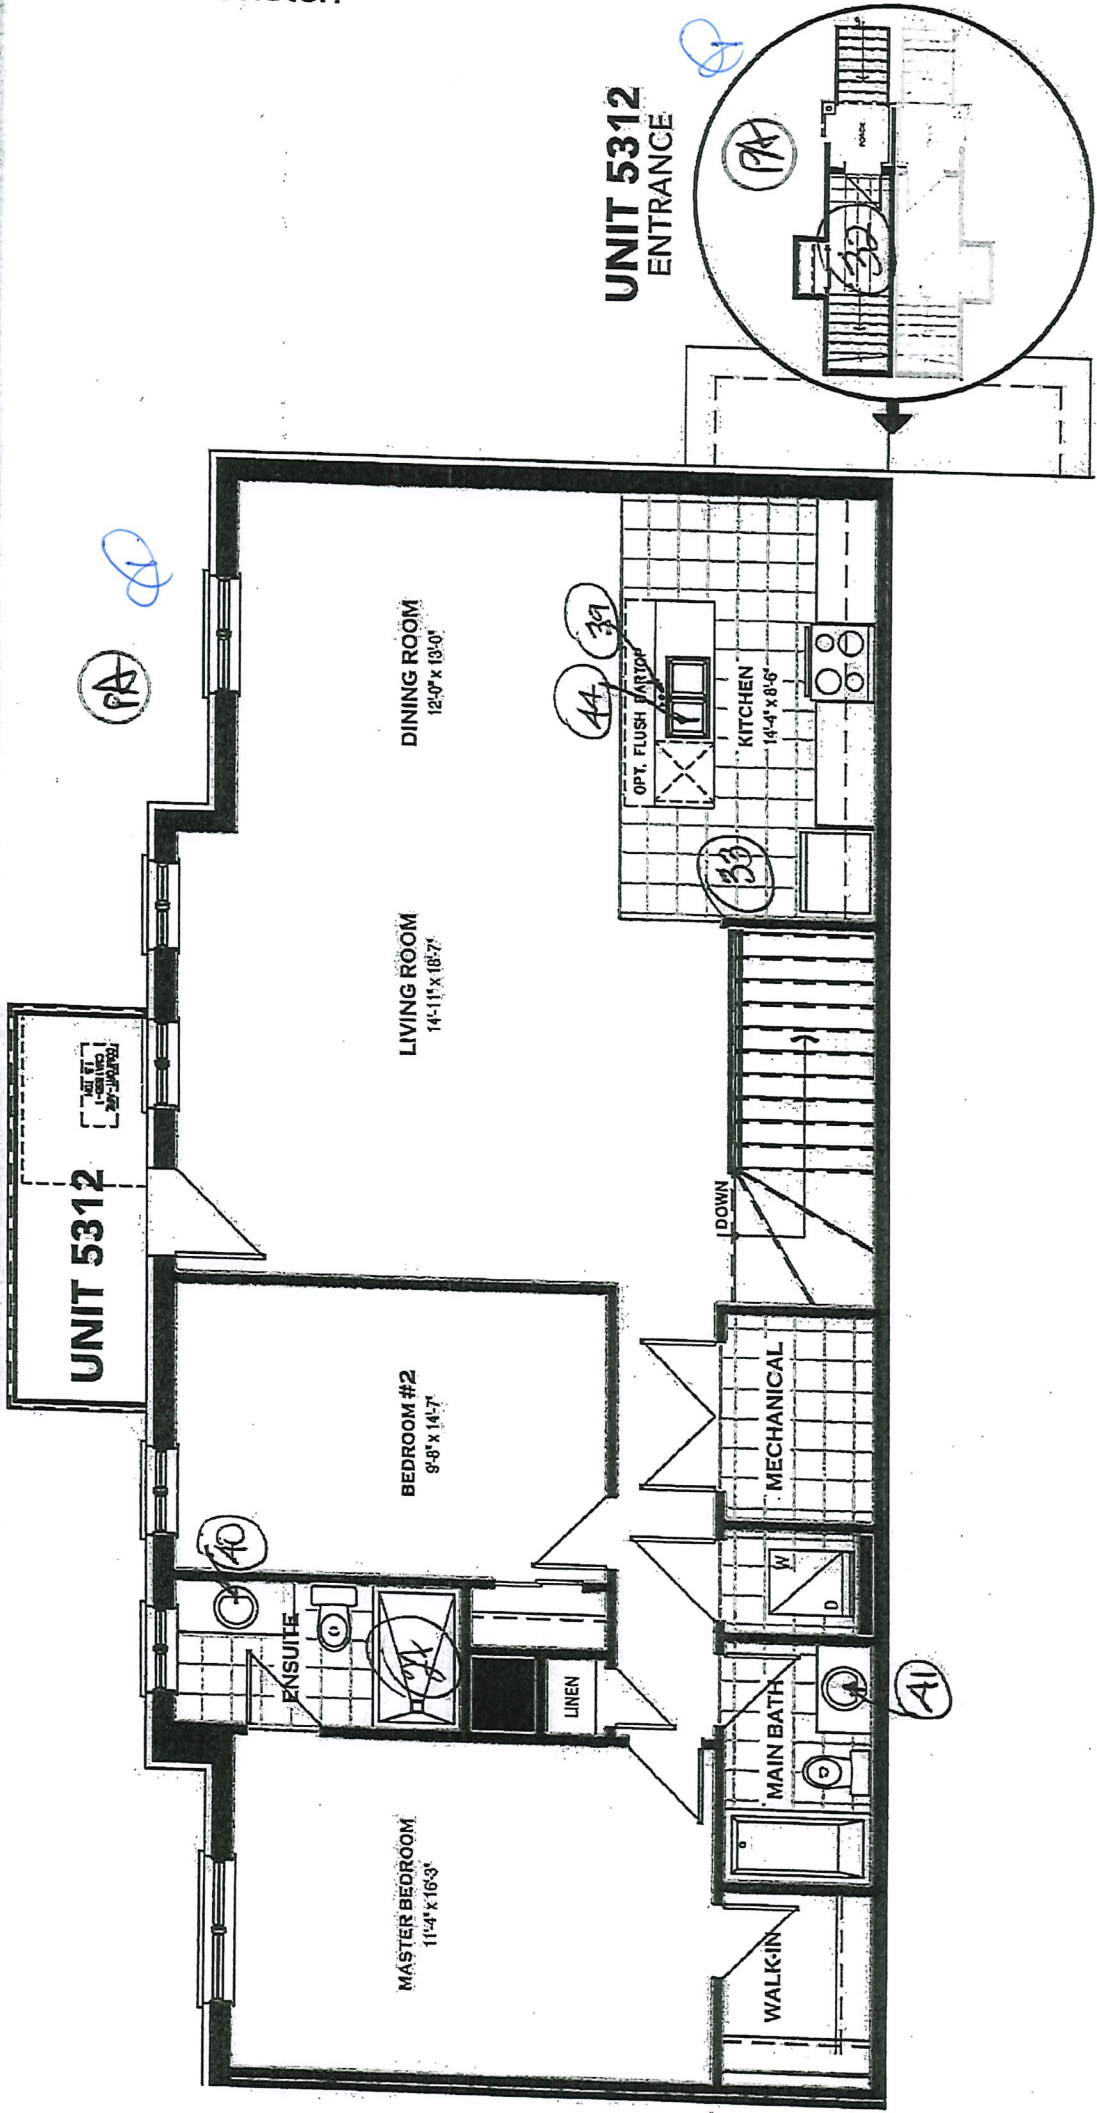 UNIT 5312
ENTRANCE
PA
PORCH
32
PA
UNIT 5312
DINING ROOM
12'-0" x 13'-0"
LIVING ROOM
14'-11" x 18'-7"
OPT. FLUSH BARTOP
44
39
KITCHEN
14'-4" x 8'-6"
33
DOWN
BEDROOM #2
9'-8" x 14'-7"
MECHANICAL
40
ENSUITE
LINEN
W
D
MAIN BATH
41
MASTER BEDROOM
11'-4" x 16'-3"
WALK-IN